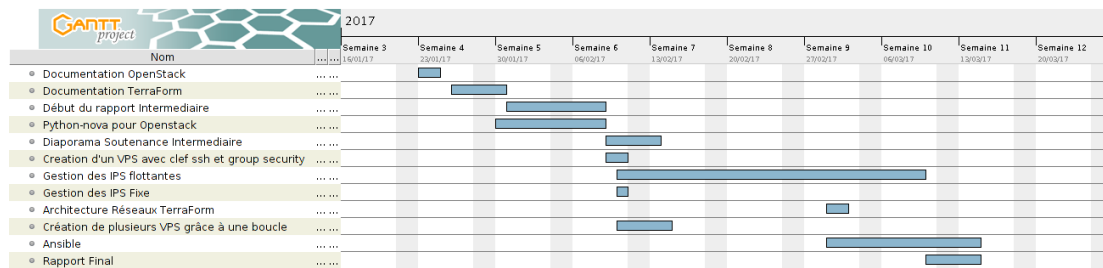 GANTT
project
2017
Semaine 3 Semaine 4 Semaine 5 Semaine 6 Semaine 7 Semaine 8 Semaine 9 Semaine 10 Semaine 11 Semaine 12
Nom ... ... 16/01/17 23/01/17 30/01/17 06/02/17 13/02/17 20/02/17 27/02/17 06/03/17 13/03/17 20/03/17
Documentation OpenStack ... ...
Documentation TerraForm ... ...
Début du rapport Intermediaire ... ...
Python-nova pour Openstack ... ...
Diaporama Soutenance Intermediaire ... ...
Creation d'un VPS avec clef ssh et group security ... ...
Gestion des IPS flottantes ... ...
Gestion des IPS Fixe ... ...
Architecture Réseaux TerraForm ... ...
Création de plusieurs VPS grâce à une boucle ... ...
Ansible ... ...
Rapport Final ... ...